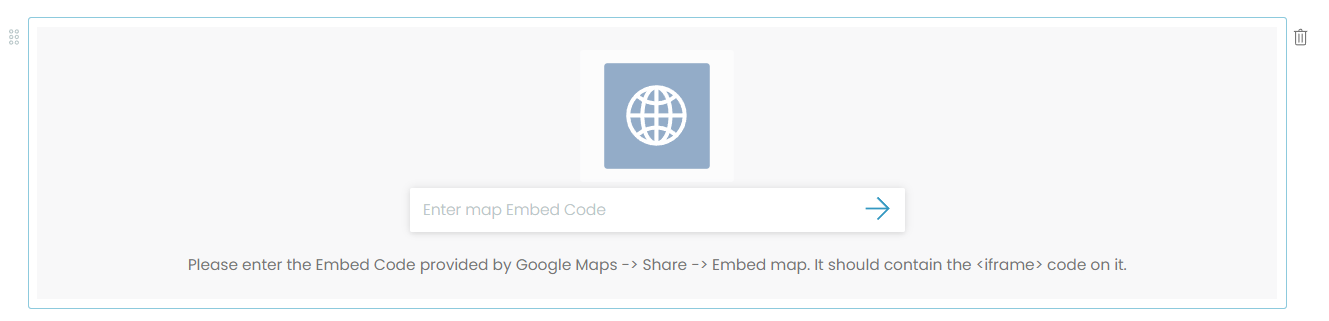 Enter map Embed Code
Please enter the Embed Code provided by Google Maps -> Share -> Embed map. It should contain the <iframe> code on it.